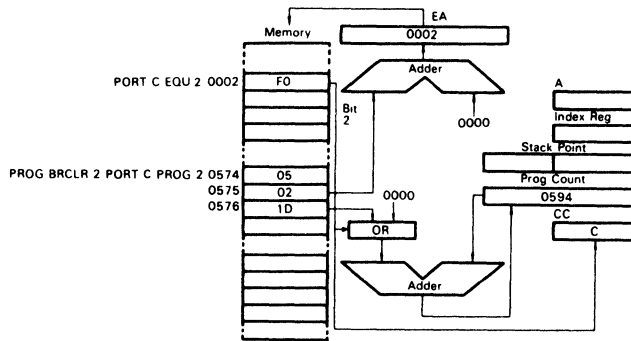 EA
Memory
0002
Adder
PORT C EQU 2 0002
F0
A
Bit
2
0000
Index Reg
Stack Point
PROG BRCLR 2 PORT C PROG 2 0574
05
Prog Count
0575
02
0594
0576
1D
0000
CC
OR
C
Adder